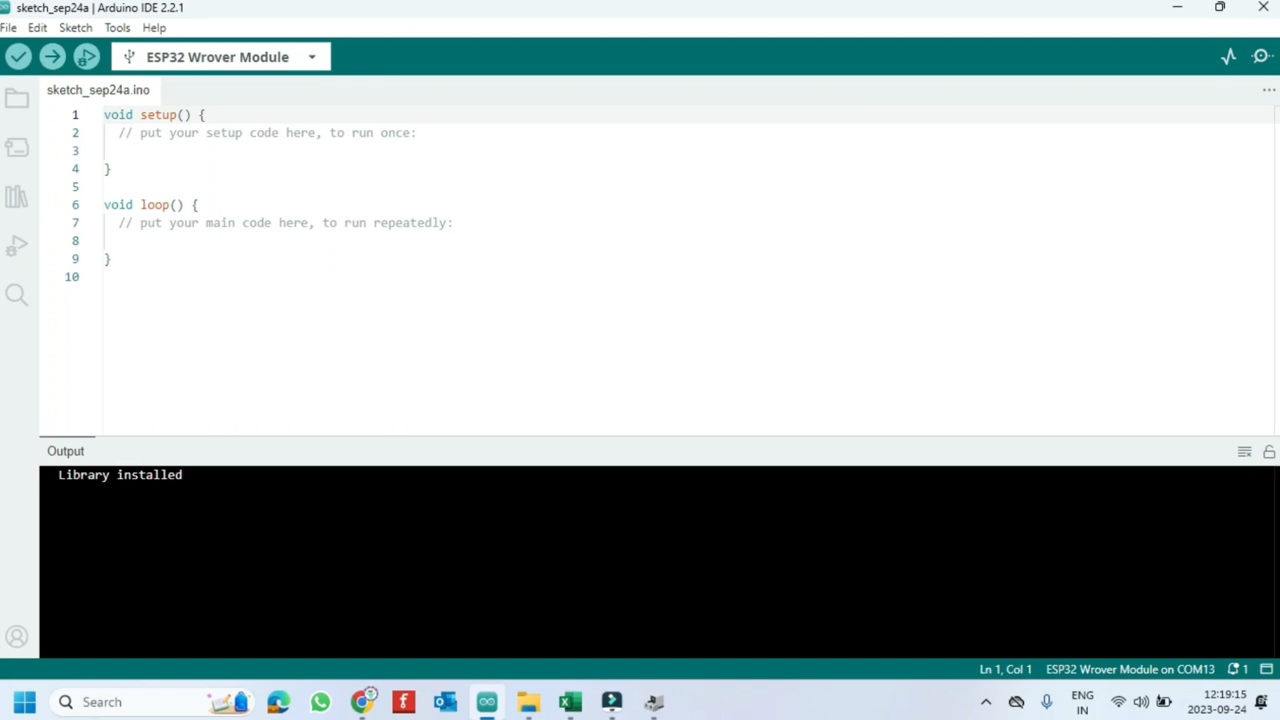 sketch_sep24a | Arduino IDE 2.2.1
File Edit Sketch Tools Help
ESP32 Wrover Module
sketch_sep24a.ino
1 void setup() {
2 // put your setup code here, to run once:
3
4 }
5
6 void loop() {
7 // put your main code here, to run repeatedly:
8
9 }
10
Output
Library installed
Ln 1, Col 1 ESP32 Wrover Module on COM13 1
Search
ENG
IN
12:19:15
2023-09-24